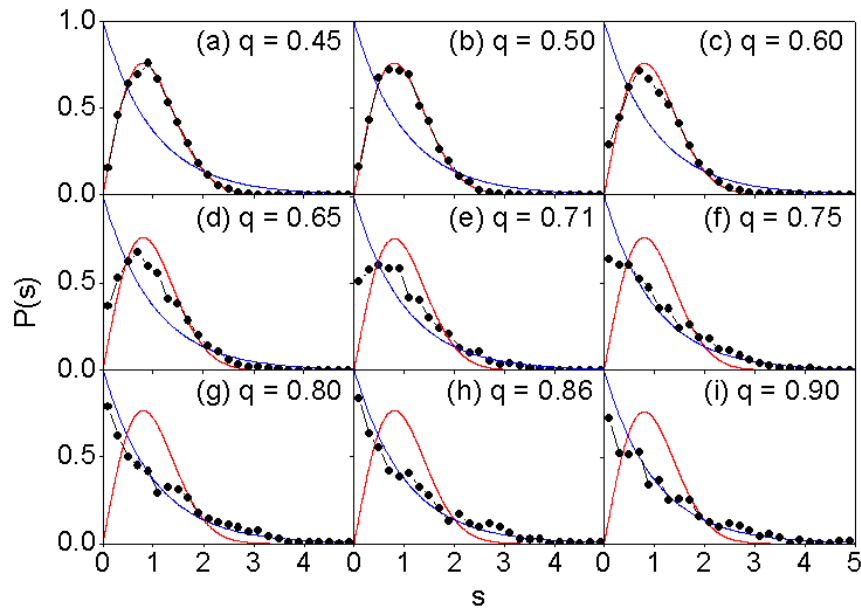 1.0
(a) q = 0.45
(b) q = 0.50
(c) q = 0.60
0.5
0.0
(d) q = 0.65
(e) q = 0.71
(f) q = 0.75
P(s)
0.5
0.0
(g) q = 0.80
(h) q = 0.86
(i) q = 0.90
0.5
0.0
0 1 2 3 4 0 1 2 3 4 0 1 2 3 4 5
s